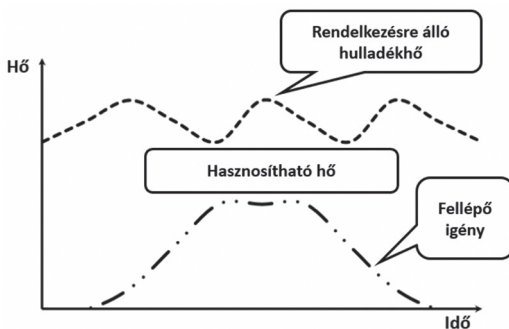 Rendelkezésre álló
hulladékhő
Hő
Hasznosítható hő
Fellépő
igény
Idő